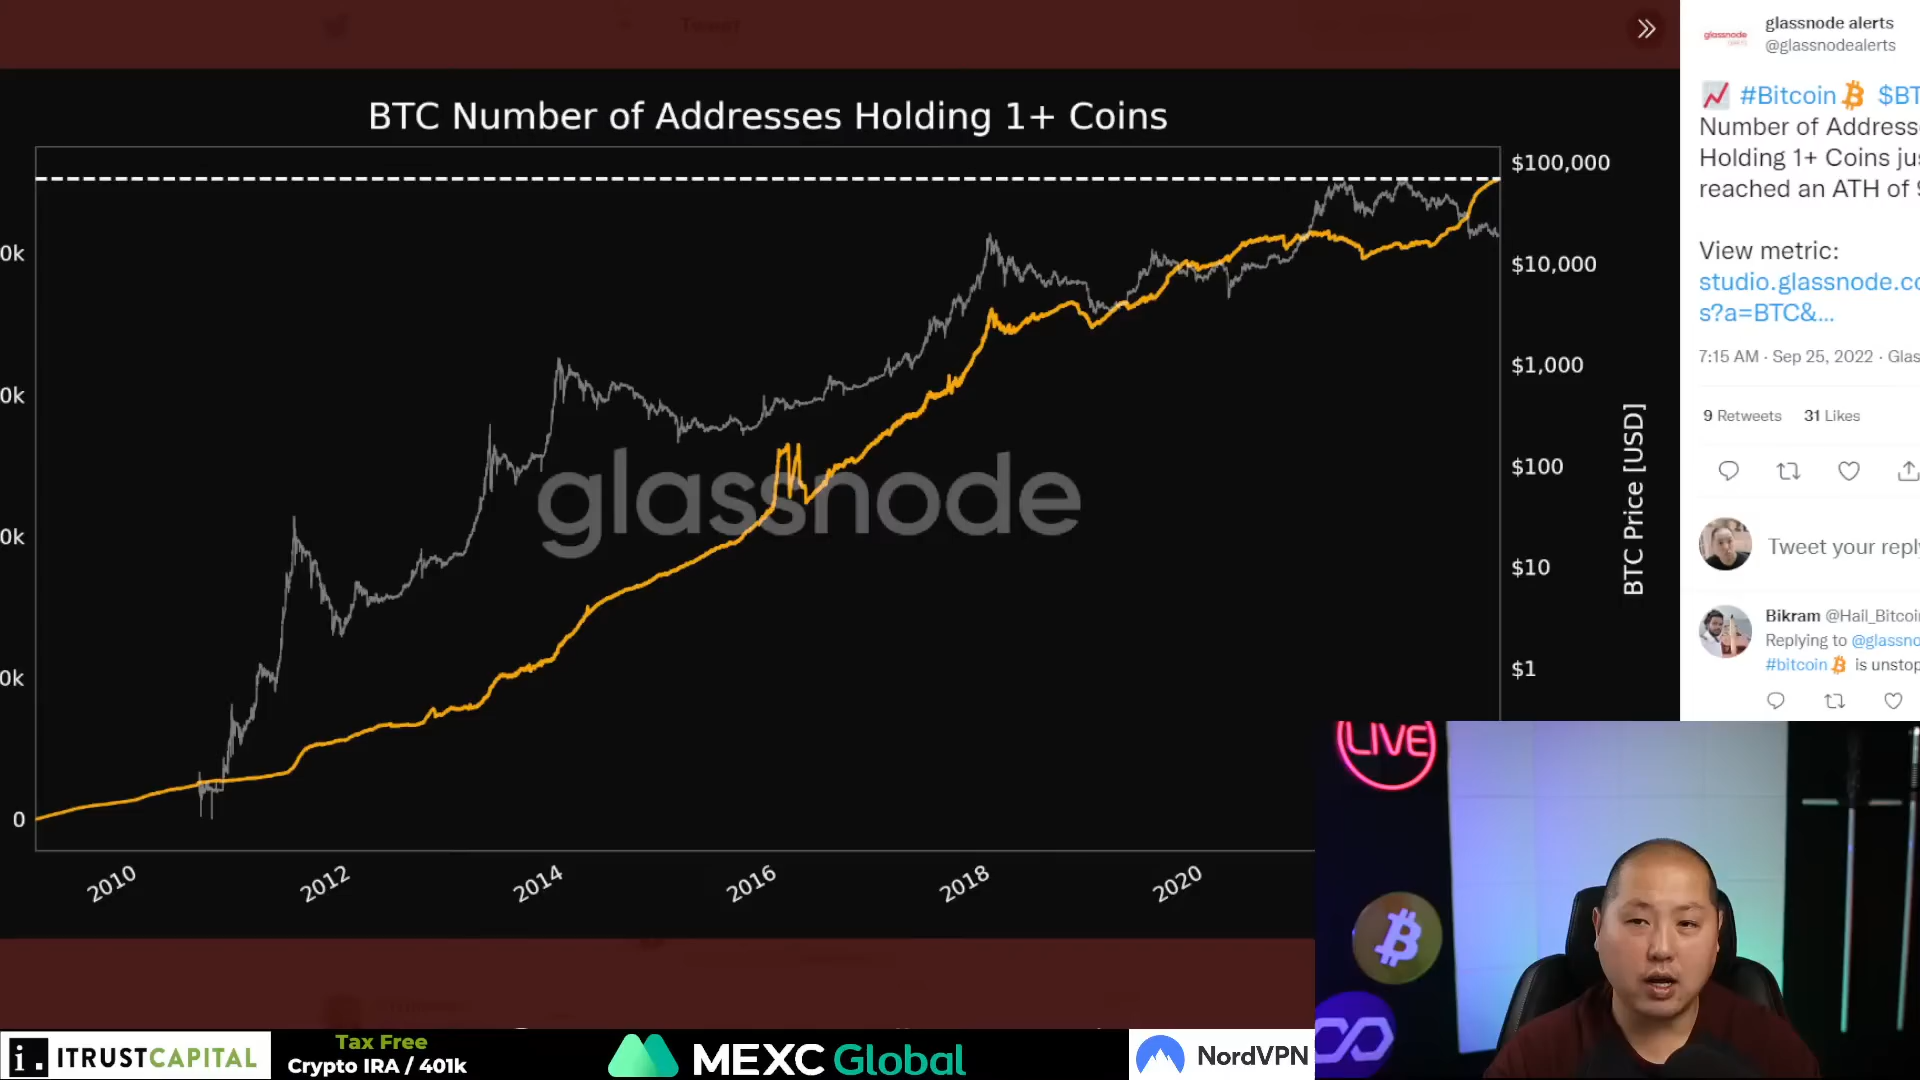 BTC Number of Addresses Holding 1+ Coins
0k
0k
0k
0k
0
$100,000
$10,000
$1,000
$100
$10
$1
BTC Price [USD]
glassnode
2010
2012
2014
2016
2018
2020
glassnode
glassnode alerts
@glassnodealerts
#Bitcoin $BT
Number of Address
Holding 1+ Coins ju
reached an ATH of 9
View metric:
studio.glassnode.co
s?a=BTC&...
7:15 AM · Sep 25, 2022 · Glas
9 Retweets 31 Likes
Tweet your reply
Bikram @Hail_Bitcoi
Replying to @glassno
#bitcoin is unstop
LIVE
i. ITRUSTCAPITAL
Tax Free
Crypto IRA / 401k
MEXC Global
NordVPN